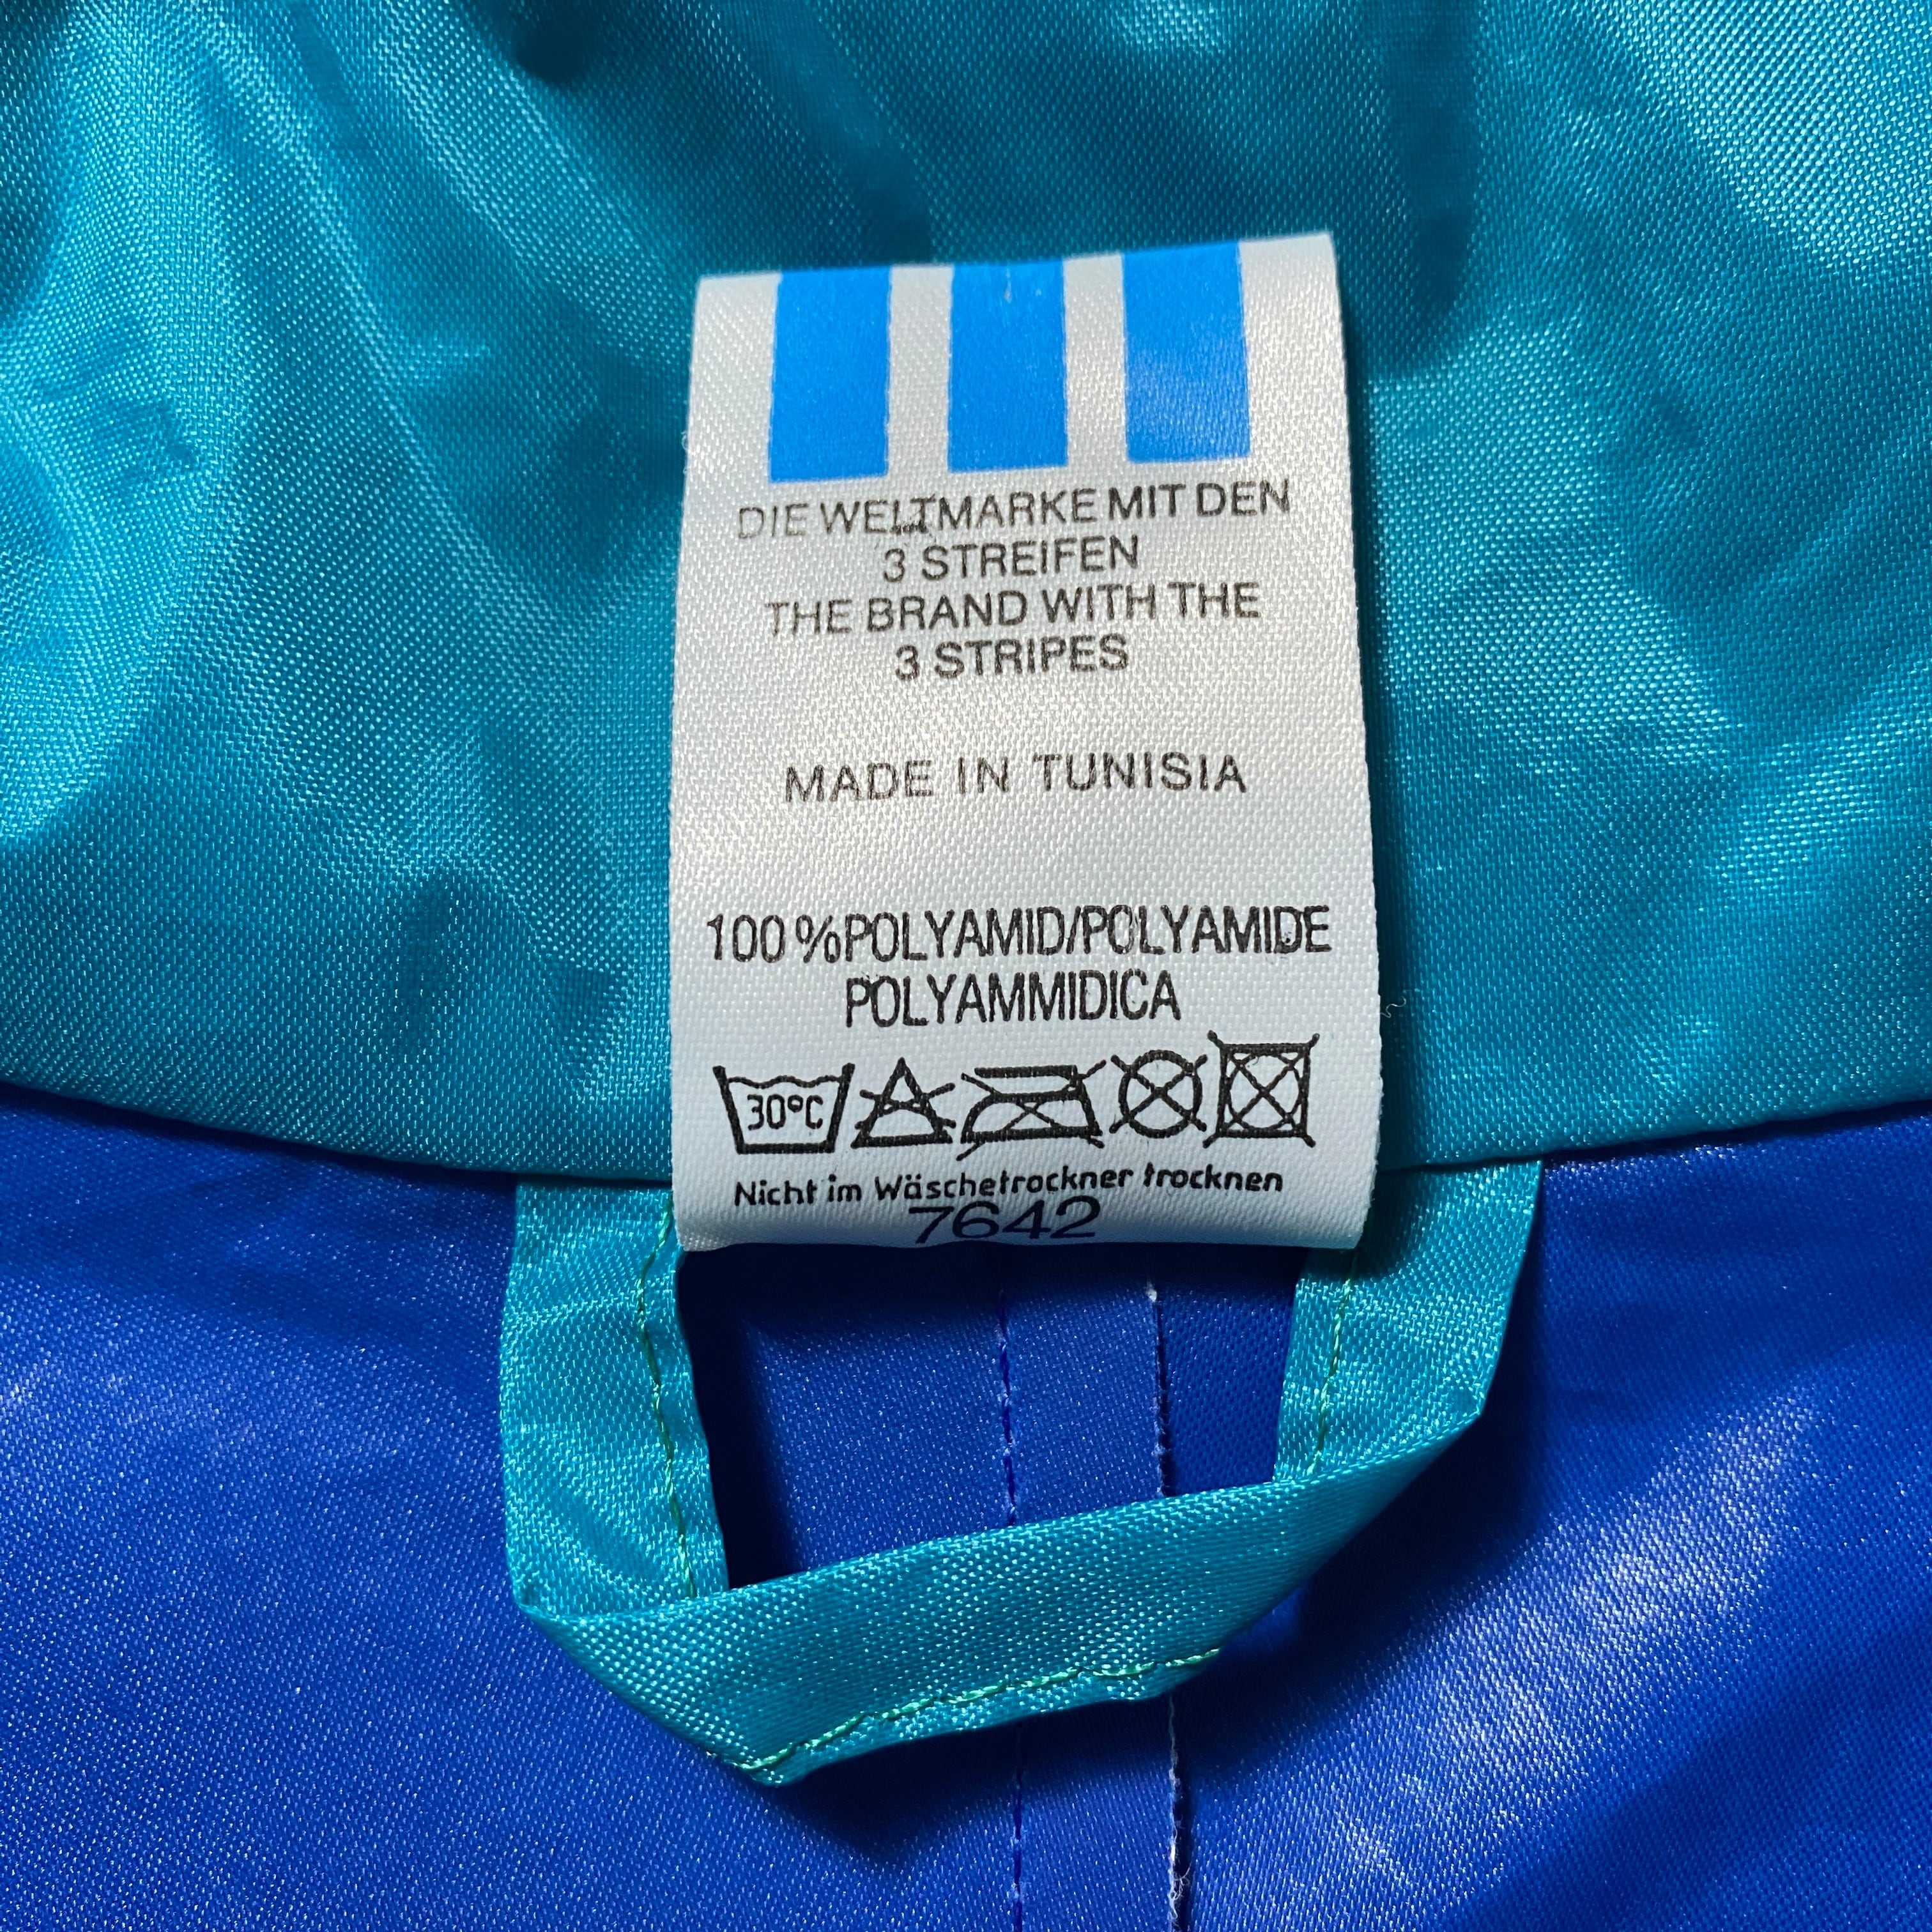 DIE WELTMARKE MIT DEN
3 STREIFEN
THE BRAND WITH THE
3 STRIPES
MADE IN TUNISIA
100%POLYAMID/POLYAMIDE
POLYAMMIDICA
30°C
Nicht im Wäschetrockner trocknen
7642